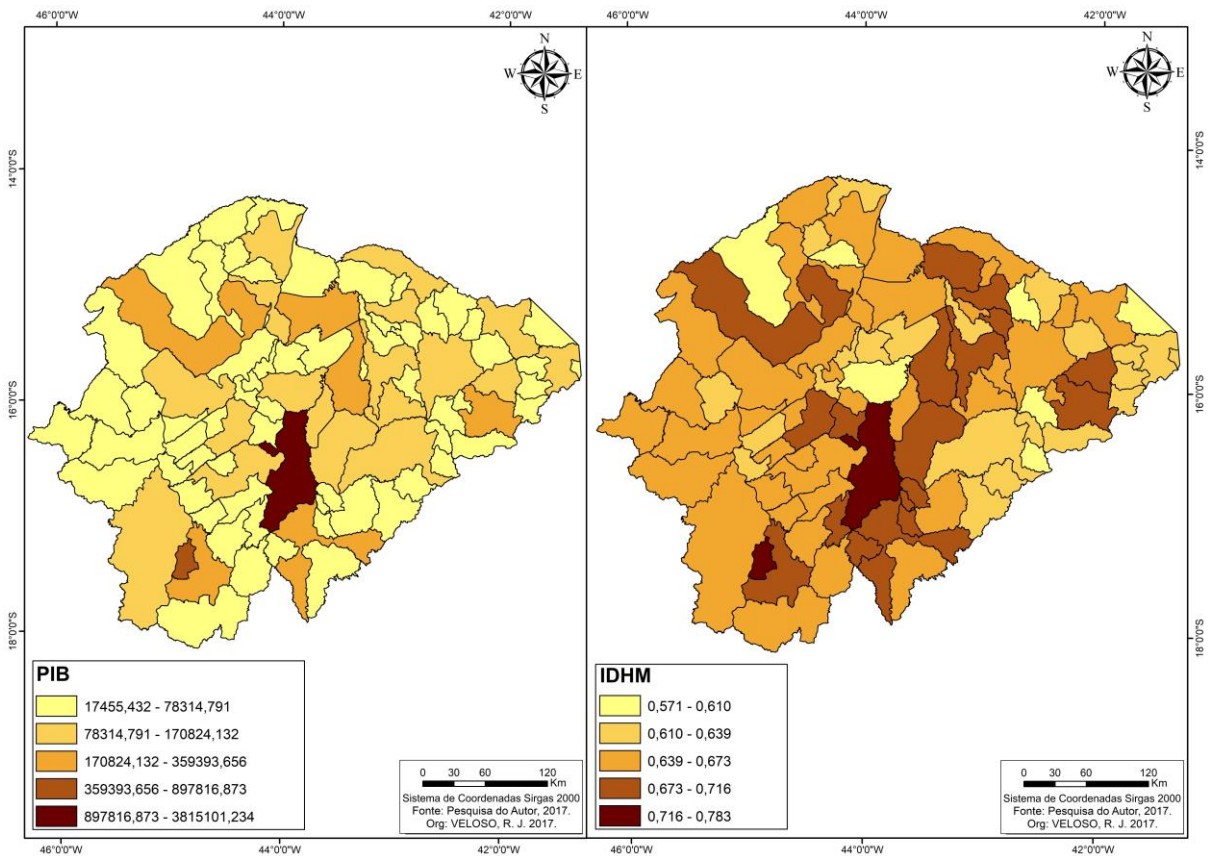 46°0'0"W 44°0'0"W 42°0'0"W
14°0'0"S
16°0'0"S
18°0'0"S
N
W E
S
PIB
17455,432 - 78314,791
78314,791 - 170824,132
170824,132 - 359393,656
359393,656 - 897816,873
897816,873 - 3815101,234
0 30 60 120
Km
Sistema de Coordenadas Sirgas 2000
Fonte: Pesquisa do Autor, 2017.
Org: VELOSO, R. J. 2017.
46°0'0"W 44°0'0"W 42°0'0"W
46°0'0"W 44°0'0"W 42°0'0"W
N
W E
S
14°0'0"S
16°0'0"S
18°0'0"S
IDHM
0,571 - 0,610
0,610 - 0,639
0,639 - 0,673
0,673 - 0,716
0,716 - 0,783
0 30 60 120
Km
Sistema de Coordenadas Sirgas 2000
Fonte: Pesquisa do Autor, 2017.
Org: VELOSO, R. J. 2017.
46°0'0"W 44°0'0"W 42°0'0"W